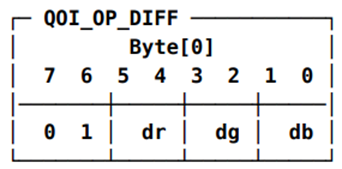 QOI_OP_DIFF
Byte[0]
7 6 5 4 3 2 1 0
0 1 dr dg db